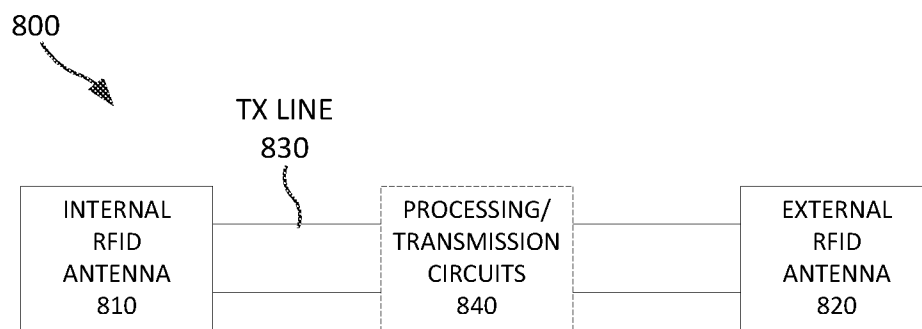 800
TX LINE
830
INTERNAL
RFID
ANTENNA
810
PROCESSING/
TRANSMISSION
CIRCUITS
840
EXTERNAL
RFID
ANTENNA
820